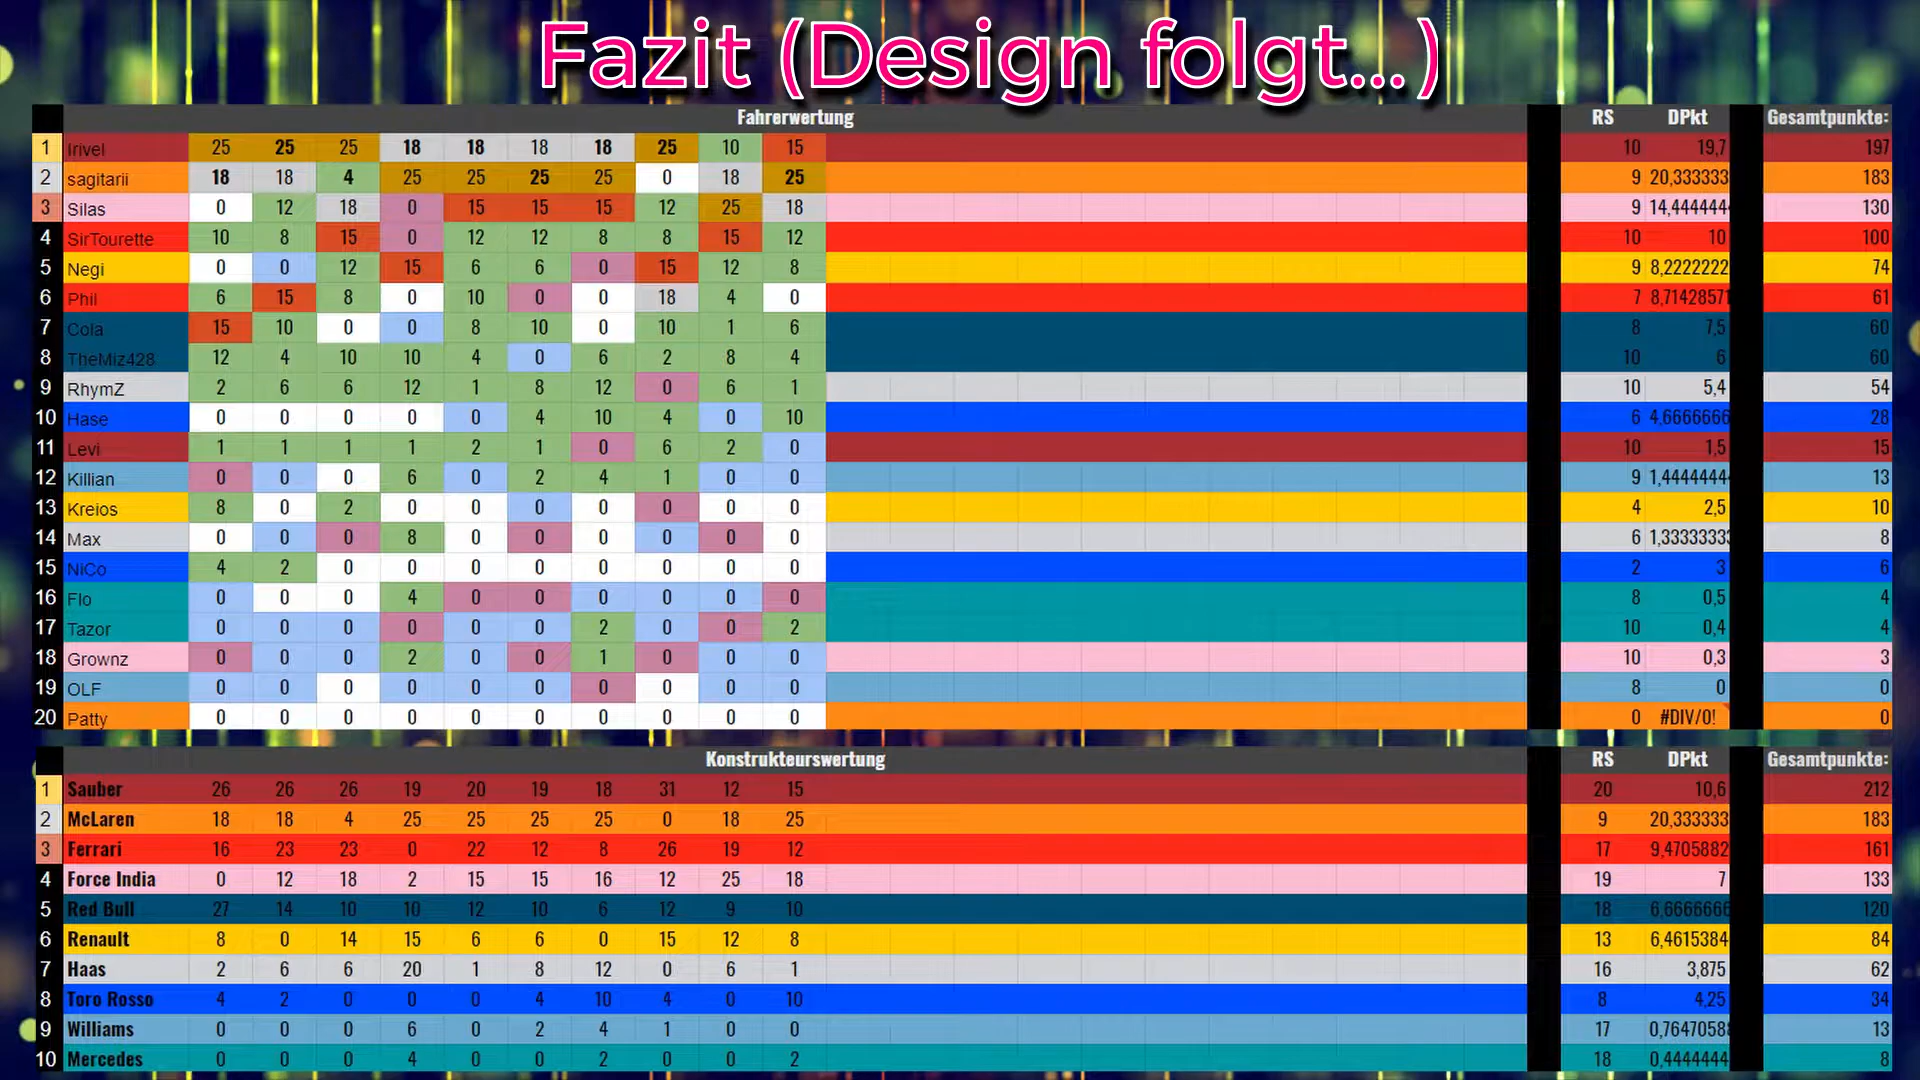 Fazit (Design folgt...)
Fahrerwertung RS DPkt Gesamtpunkte:
1 Irivel 25 25 25 18 18 18 18 25 10 15 10 19,7 197
2 sagitarii 18 18 4 25 25 25 25 0 18 25 9 20,333333 183
3 Silas 0 12 18 0 15 15 15 12 25 18 9 14,4444444 130
4 SirTourette 10 8 15 0 12 12 8 8 15 12 10 10 100
5 Negi 0 0 12 15 6 6 0 15 12 8 9 8,2222222 74
6 Phil 6 15 8 0 10 0 0 18 4 0 7 8,71428571 61
7 Cola 15 10 0 0 8 10 0 10 1 6 8 7,5 60
8 TheMiz428 12 4 10 10 4 0 6 2 8 4 10 6 60
9 RhymZ 2 6 6 12 1 8 12 0 6 1 10 5,4 54
10 Hase 0 0 0 0 0 4 10 4 0 10 6 4,6666666 28
11 Levi 1 1 1 1 2 1 0 6 2 0 10 1,5 15
12 Killian 0 0 0 6 0 2 4 1 0 0 9 1,4444444 13
13 Kreios 8 0 2 0 0 0 0 0 0 0 4 2,5 10
14 Max 0 0 0 8 0 0 0 0 0 0 6 1,3333333 8
15 NiCo 4 2 0 0 0 0 0 0 0 0 2 3 6
16 Flo 0 0 0 4 0 0 0 0 0 0 8 0,5 4
17 Tazor 0 0 0 0 0 0 2 0 0 2 10 0,4 4
18 Grownz 0 0 0 2 0 0 1 0 0 0 10 0,3 3
19 OLF 0 0 0 0 0 0 0 0 0 0 8 0 0
20 Patty 0 0 0 0 0 0 0 0 0 0 0 #DIV/0! 0
Konstrukteurswertung RS DPkt Gesamtpunkte:
1 Sauber 26 26 26 19 20 19 18 31 12 15 20 10,6 212
2 McLaren 18 18 4 25 25 25 25 0 18 25 9 20,333333 183
3 Ferrari 16 23 23 0 22 12 8 26 19 12 17 9,4705882 161
4 Force India 0 12 18 2 15 15 16 12 25 18 19 7 133
5 Red Bull 27 14 10 10 12 10 6 12 9 10 18 6,6666666 120
6 Renault 8 0 14 15 6 6 0 15 12 8 13 6,4615384 84
7 Haas 2 6 6 20 1 8 12 0 6 1 16 3,875 62
8 Toro Rosso 4 2 0 0 0 4 10 4 0 10 8 4,25 34
9 Williams 0 0 0 6 0 2 4 1 0 0 17 0,7647058 13
10 Mercedes 0 0 0 4 0 0 2 0 0 2 18 0,4444444 8